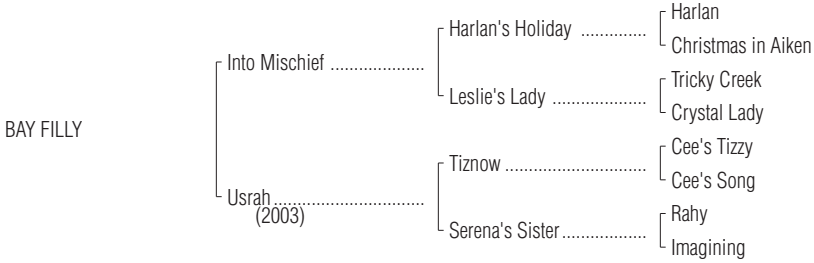 Harlan
Harlan's Holiday ..............
Christmas in Aiken
Into Mischief ....................
Tricky Creek
Leslie's Lady ....................
Crystal Lady
BAY FILLY
Cee's Tizzy
Tiznow ..............................
Cee's Song
Usrah ................................
(2003)
Rahy
Serena's Sister ..................
Imagining